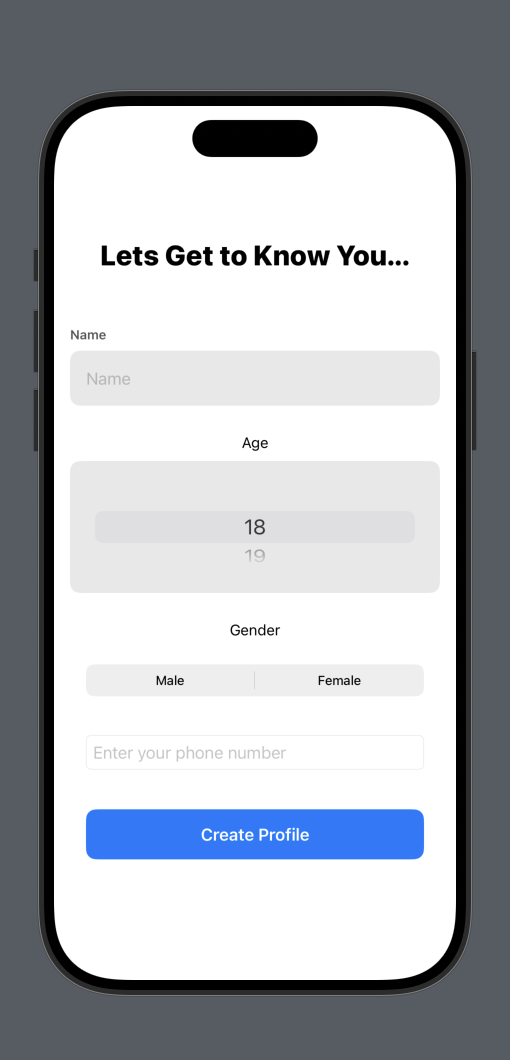 Lets Get to Know You...
Name
Name
Age
18
19
Gender
Male Female
Enter your phone number
Create Profile